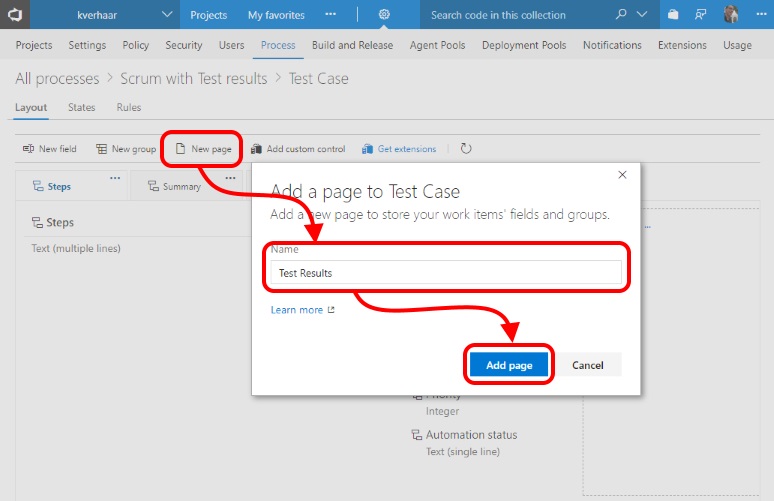 kverhaar Projects My favorites ··· Search code in this collection ···
Projects Settings Policy Security Users Process Build and Release Agent Pools Deployment Pools Notifications Extensions Usage
All processes > Scrum with Test results > Test Case
Layout States Rules
New field New group New page Add custom control Get extensions
Steps ··· Summary ···
Add a page to Test Case
Add a new page to store your work items' fields and groups.
Steps
Text (multiple lines)
...
Name
Test Results
Learn more
Add page Cancel
Priority
Integer
Automation status
Text (single line)